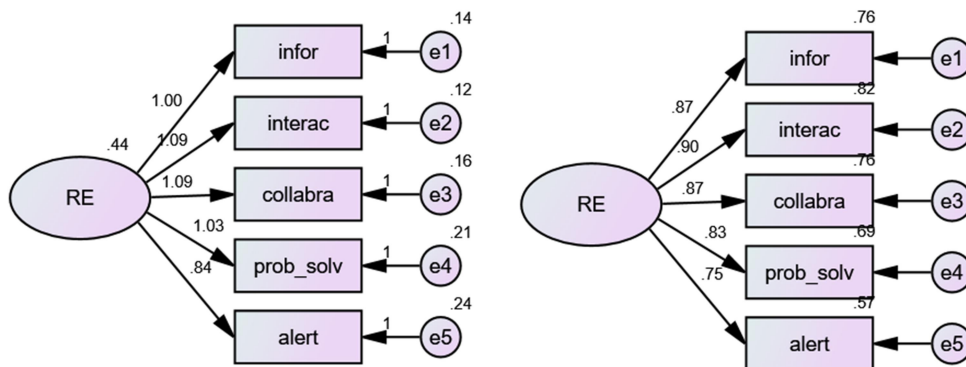 .14
1
infor
e1
1.00
.12
1
interac
e2
1.09
.44
.16
RE
1.09
1
collabra
e3
.21
1.03
1
prob_solv
e4
.84
.24
1
alert
e5
.76
infor
e1
.87
.82
interac
e2
.90
.76
RE
.87
collabra
e3
.69
.83
prob_solv
e4
.75
.57
alert
e5